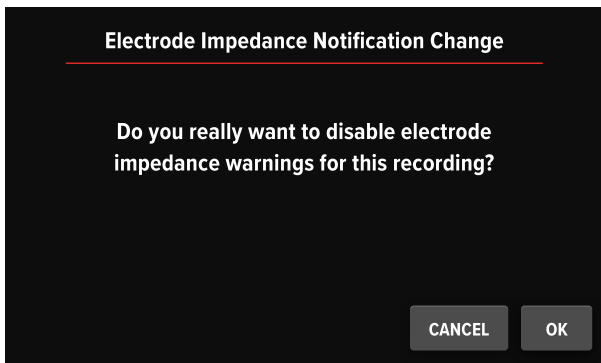 Electrode Impedance Notification Change
Do you really want to disable electrode
impedance warnings for this recording?
CANCEL OK